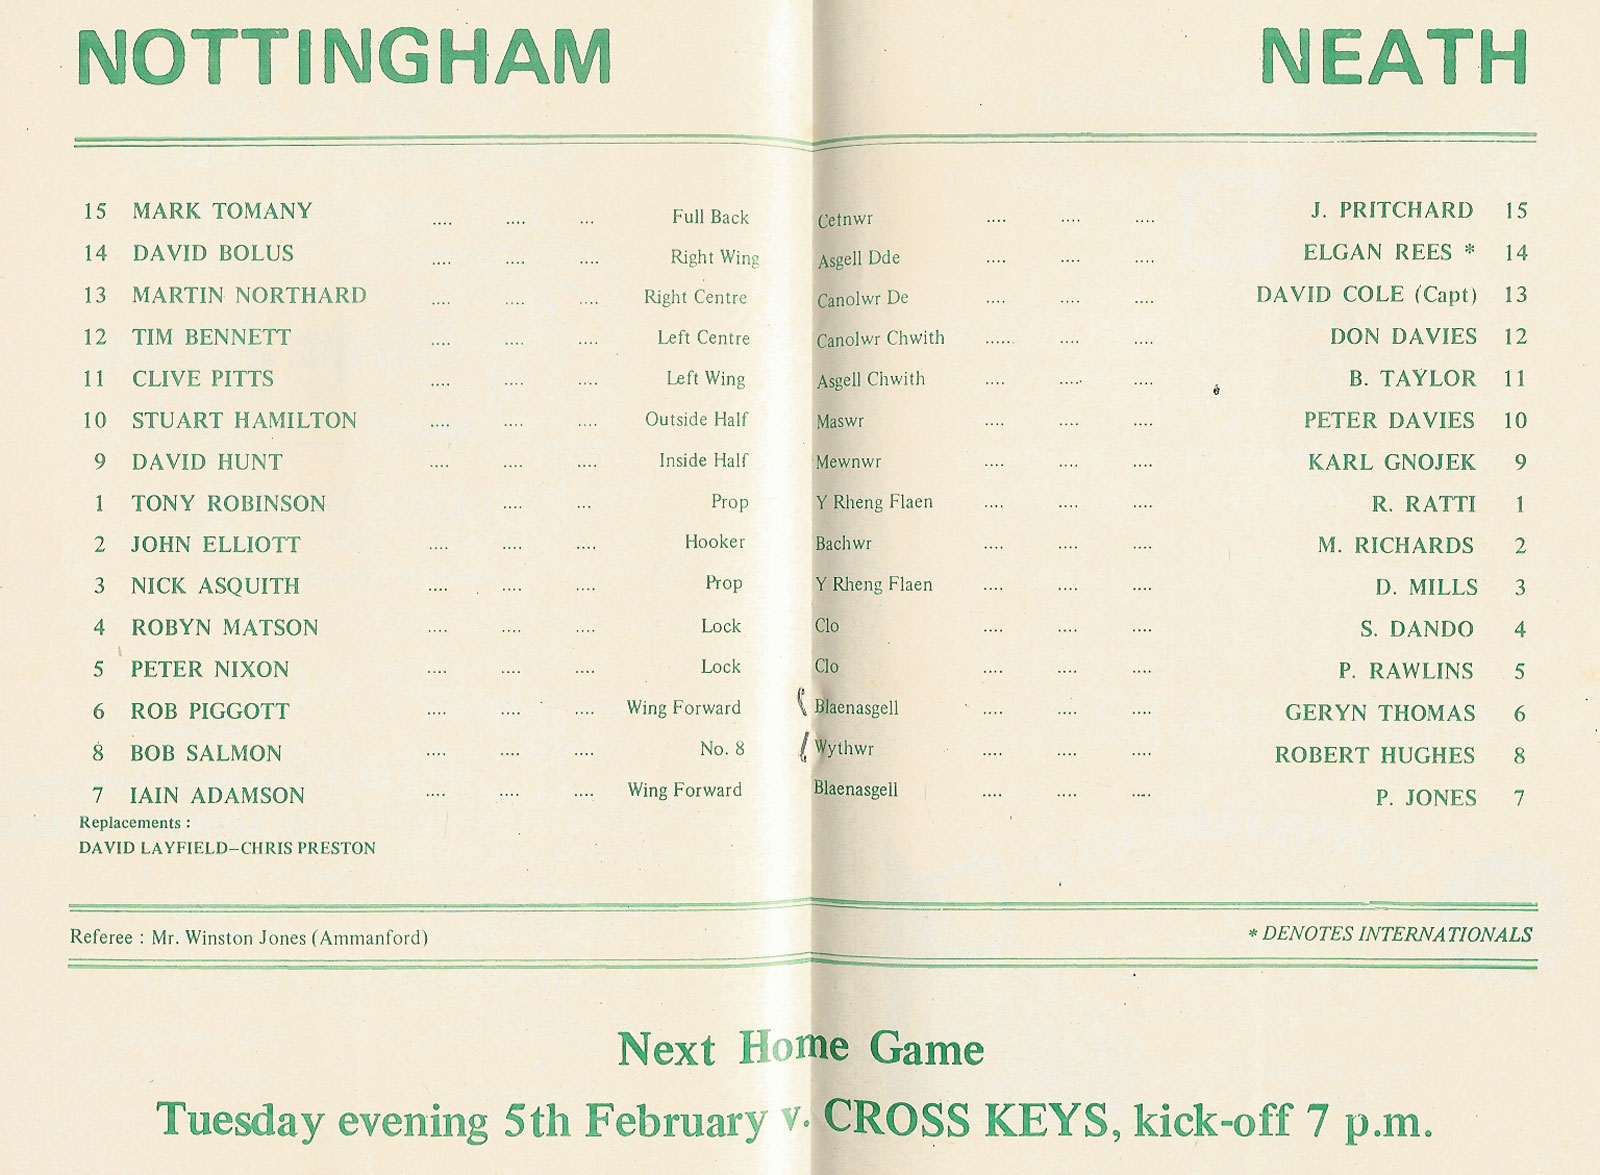 NOTTINGHAM NEATH
15 MARK TOMANY .... .... ... Full Back Cefnwr .... .... .... J. PRITCHARD 15
14 DAVID BOLUS .... .... .... Right Wing Asgell Dde .... .... .... ELGAN REES * 14
13 MARTIN NORTHARD .... .... .... Right Centre Canolwr De .... .... .... DAVID COLE (Capt) 13
12 TIM BENNETT .... .... .... Left Centre Canolwr Chwith ...... .... .... DON DAVIES 12
11 CLIVE PITTS .... .... .... Left Wing Asgell Chwith .... .... .... B. TAYLOR 11
10 STUART HAMILTON .... .... .... Outside Half Maswr .... .... .... PETER DAVIES 10
9 DAVID HUNT .... .... .... Inside Half Mewnwr .... .... .... KARL GNOJEK 9
1 TONY ROBINSON .... ... Prop Y Rheng Flaen .... .... .... R. RATTI 1
2 JOHN ELLIOTT .... .... .... Hooker Bachwr .... .... .... M. RICHARDS 2
3 NICK ASQUITH .... .... .... Prop Y Rheng Flaen .... .... .... D. MILLS 3
4 ROBYN MATSON .... .... .... Lock Clo .... .... .... S. DANDO 4
5 PETER NIXON .... .... .... Lock Clo .... .... .... P. RAWLINS 5
6 ROB PIGGOTT .... .... .... Wing Forward Blaenasgell .... .... .... GERYN THOMAS 6
8 BOB SALMON .... .... .... No. 8 Wythwr .... .... .... ROBERT HUGHES 8
7 IAIN ADAMSON .... .... .... Wing Forward Blaenasgell .... .... .... P. JONES 7
Replacements :
DAVID LAYFIELD–CHRIS PRESTON
Referee : Mr. Winston Jones (Ammanford) * DENOTES INTERNATIONALS
Next Home Game
Tuesday evening 5th February v. CROSS KEYS, kick-off 7 p.m.